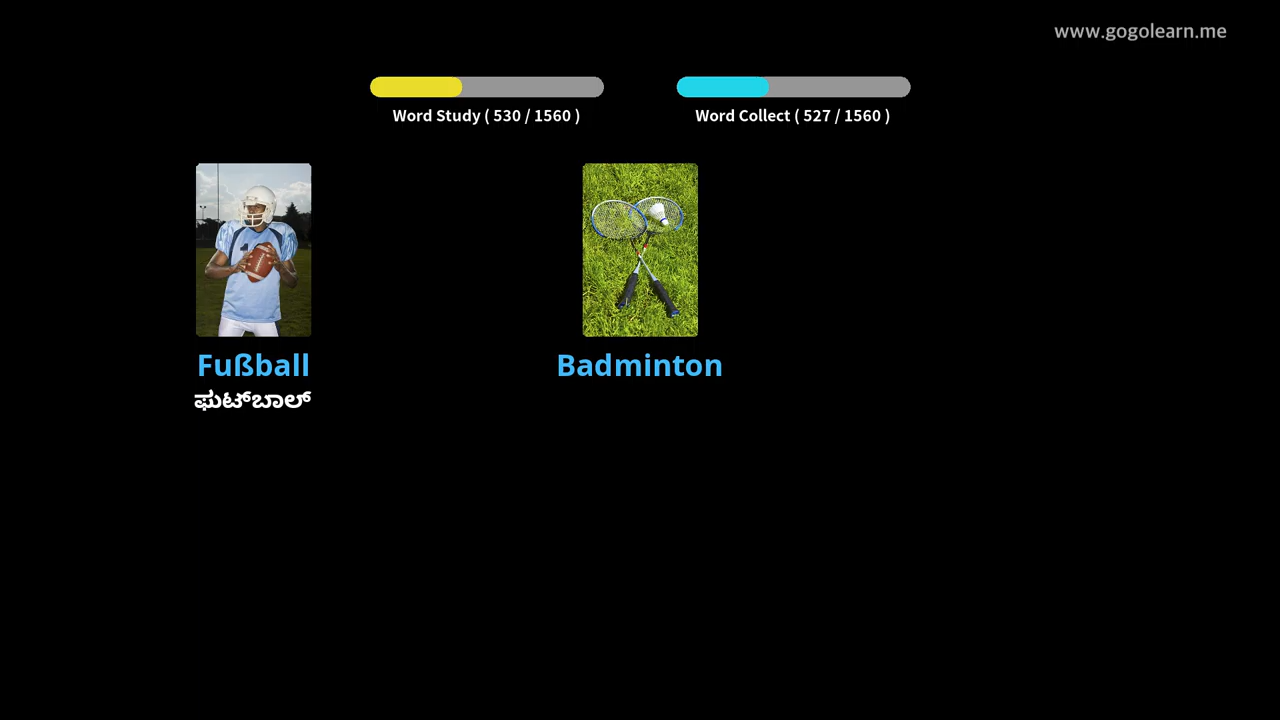 www.gogolearn.me
Word Study ( 530 / 1560 )
Word Collect ( 527 / 1560 )
Fußball
Badminton
ಫುಟ್‌ಬಾಲ್